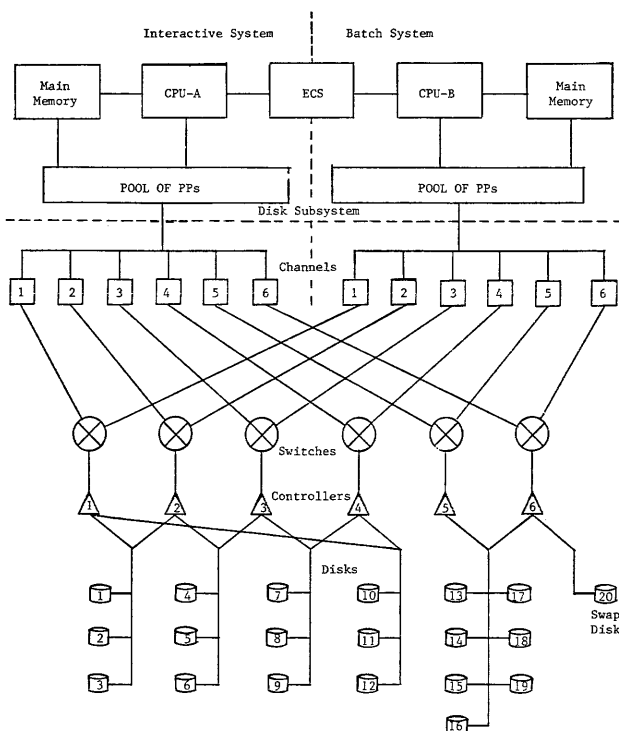 Interactive System
Batch System
Main
Memory
CPU-A
ECS
CPU-B
Main
Memory
POOL OF PPs
POOL OF PPs
Disk Subsystem
Channels
1 2 3 4 5 6 1 2 3 4 5 6
Switches
Controllers
1 2 3 4 5 6
Disks
1 4 7 10 13 17 20
Swap
Disk
2 5 8 11 14 18
3 6 9 12 15 19
16